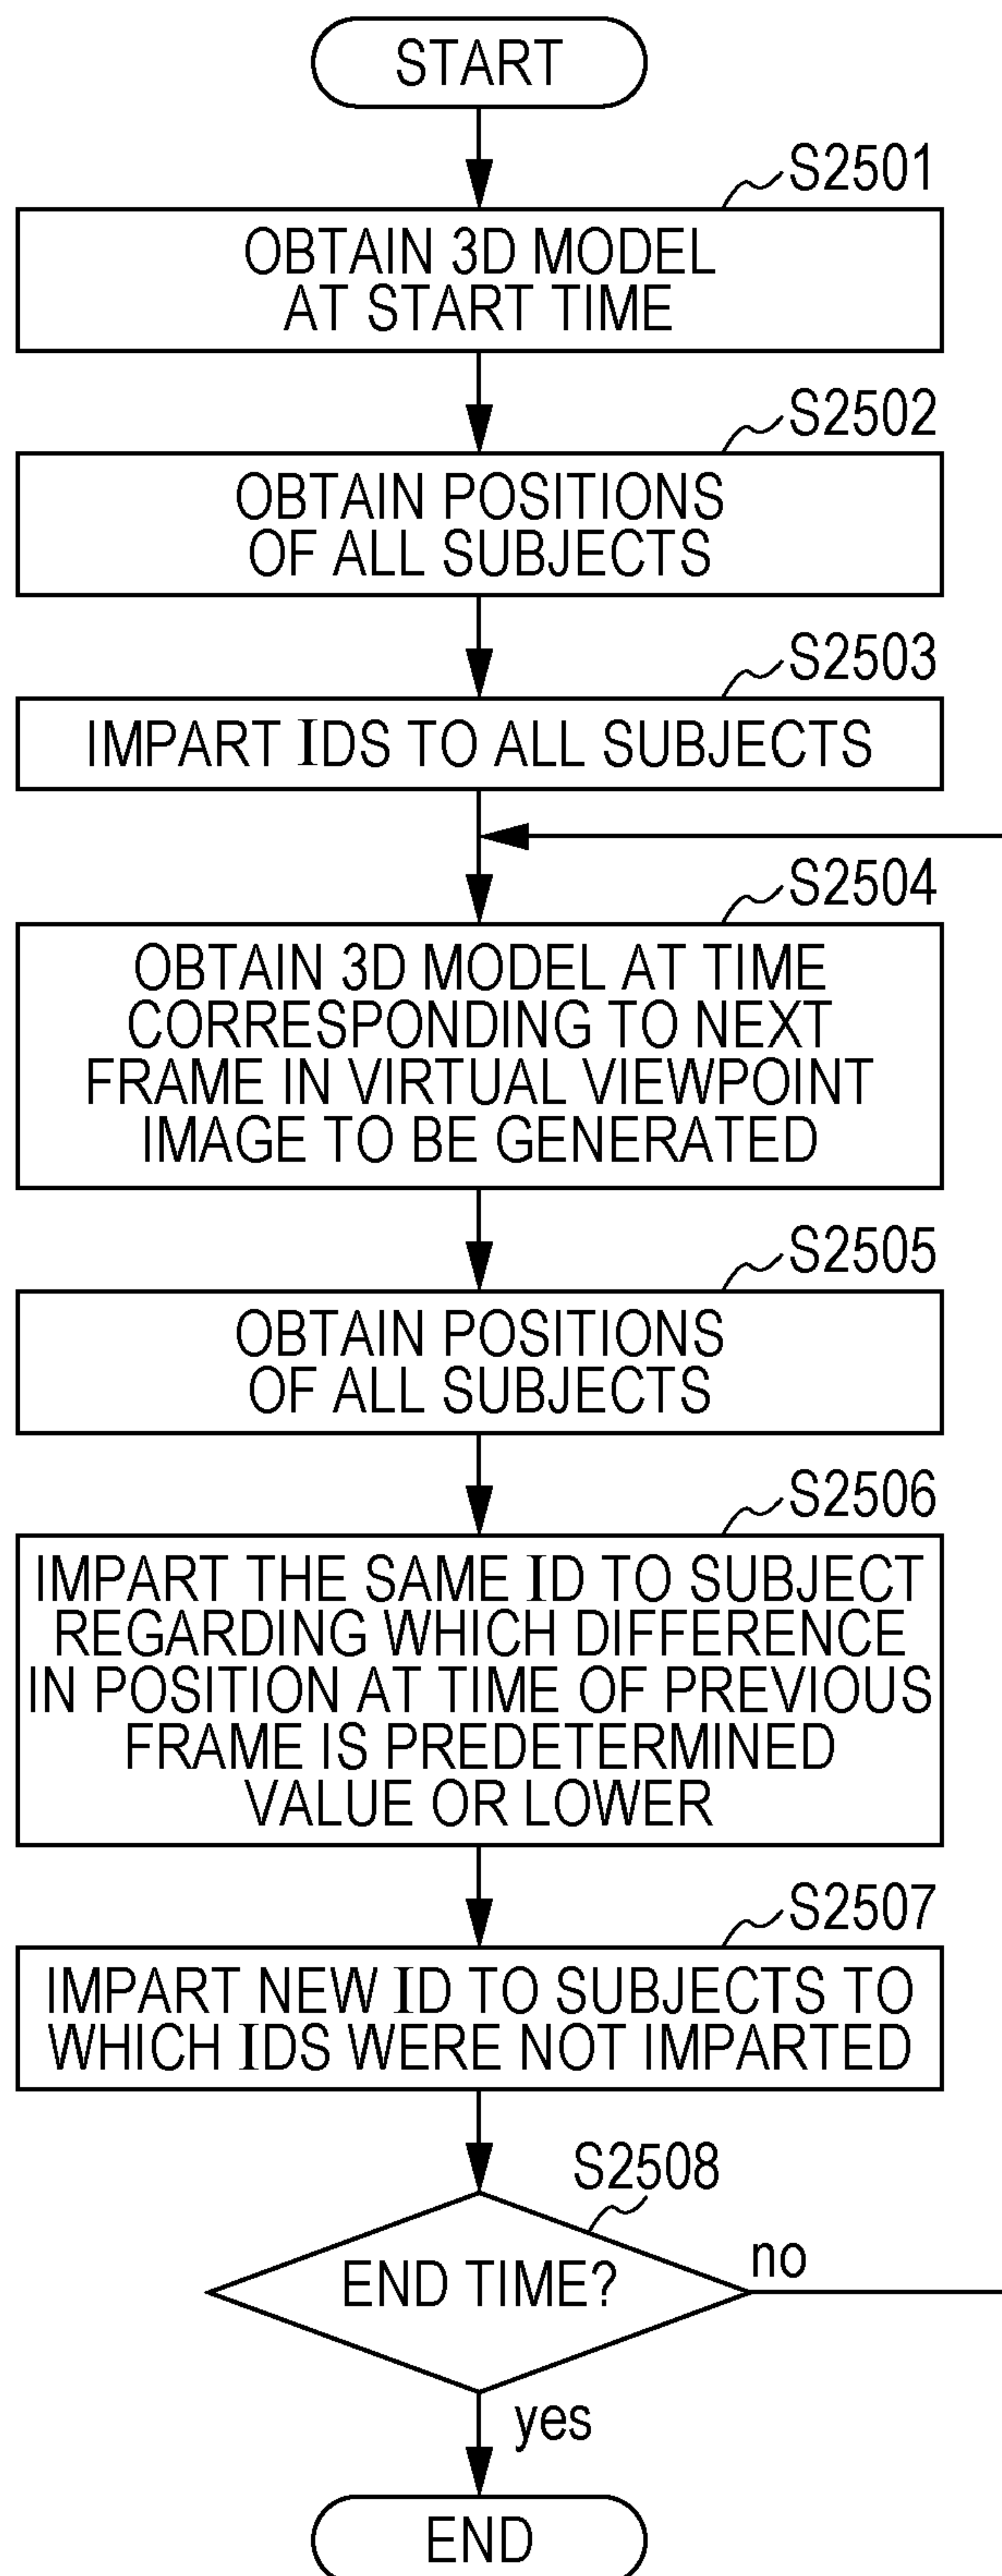 START
S2501
OBTAIN 3D MODEL
AT START TIME
S2502
OBTAIN POSITIONS
OF ALL SUBJECTS
S2503
IMPART IDS TO ALL SUBJECTS
S2504
OBTAIN 3D MODEL AT TIME
CORRESPONDING TO NEXT
FRAME IN VIRTUAL VIEWPOINT
IMAGE TO BE GENERATED
S2505
OBTAIN POSITIONS
OF ALL SUBJECTS
S2506
IMPART THE SAME ID TO SUBJECT
REGARDING WHICH DIFFERENCE
IN POSITION AT TIME OF PREVIOUS
FRAME IS PREDETERMINED
VALUE OR LOWER
S2507
IMPART NEW ID TO SUBJECTS TO
WHICH IDS WERE NOT IMPARTED
S2508
END TIME?
no
yes
END